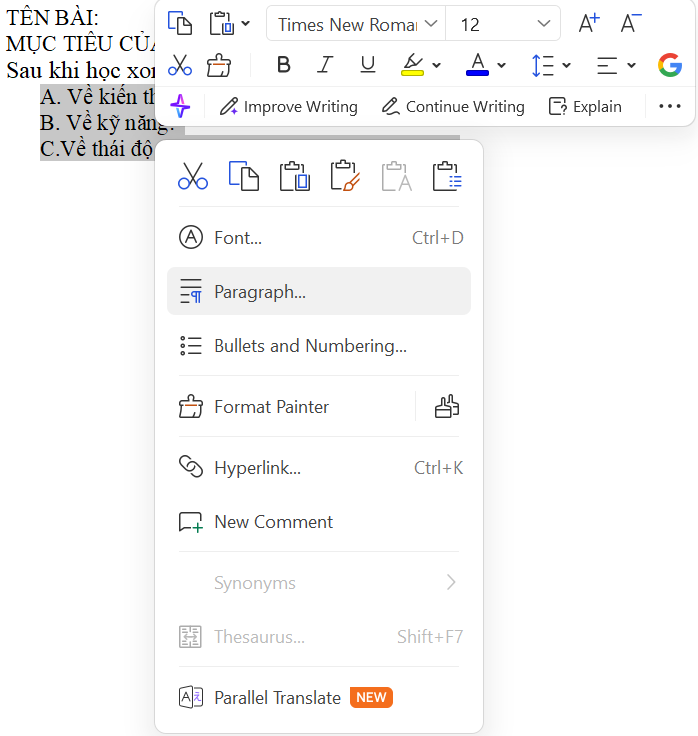 TÊN BÀI:
MỤC TIÊU CỦA
Sau khi học xon
A. Về kiến th
B. Về kỹ năng:
C.Về thái độ
Times New Roma
12
A+
A-
B I U A
Improve Writing
Continue Writing
Explain
Font...
Ctrl+D
Paragraph...
Bullets and Numbering...
Format Painter
Hyperlink...
Ctrl+K
New Comment
Synonyms
Thesaurus...
Shift+F7
Parallel Translate
NEW